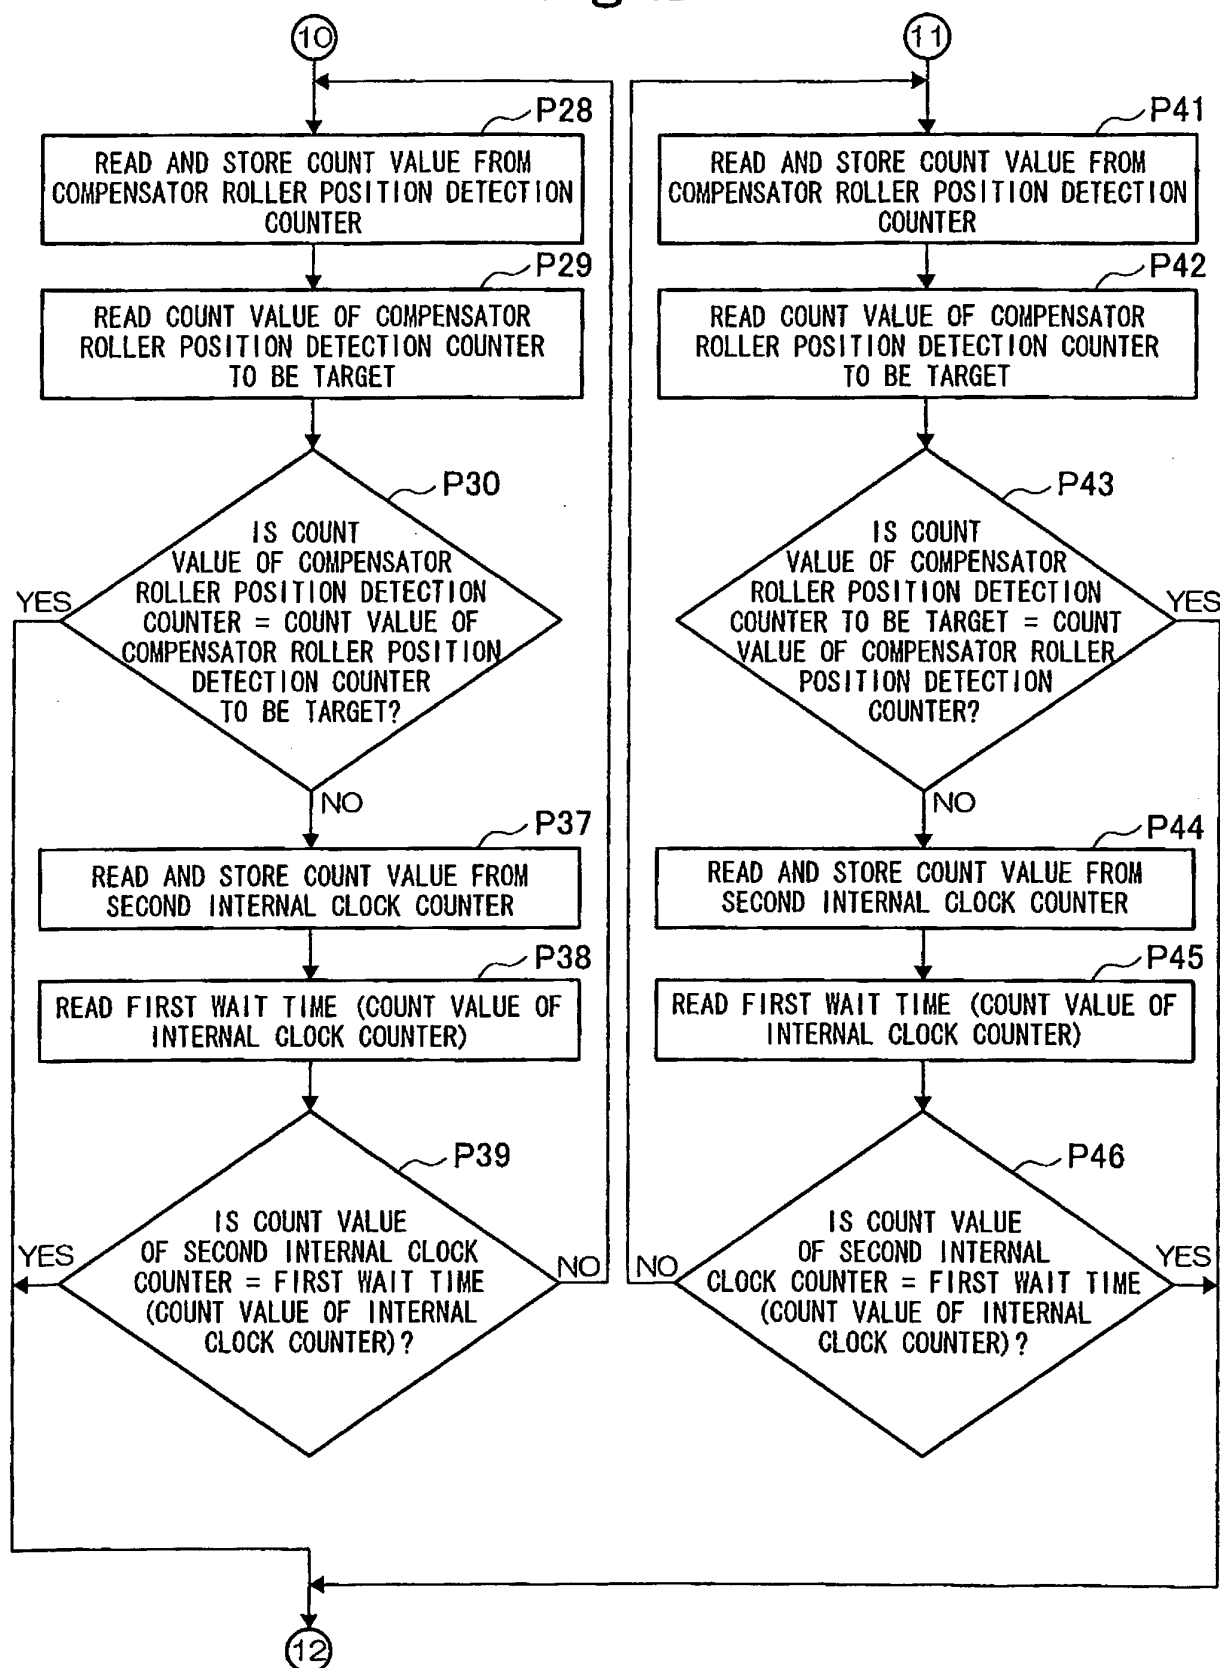 10
P28
READ AND STORE COUNT VALUE FROM
COMPENSATOR ROLLER POSITION DETECTION
COUNTER
P29
READ COUNT VALUE OF COMPENSATOR
ROLLER POSITION DETECTION COUNTER
TO BE TARGET
P30
IS COUNT
VALUE OF COMPENSATOR
ROLLER POSITION DETECTION
COUNTER = COUNT VALUE OF
COMPENSATOR ROLLER POSITION
DETECTION COUNTER
TO BE TARGET?
YES
NO
P37
READ AND STORE COUNT VALUE FROM
SECOND INTERNAL CLOCK COUNTER
P38
READ FIRST WAIT TIME (COUNT VALUE OF
INTERNAL CLOCK COUNTER)
P39
IS COUNT VALUE
OF SECOND INTERNAL CLOCK
COUNTER = FIRST WAIT TIME
(COUNT VALUE OF INTERNAL
CLOCK COUNTER)?
YES
NO
11
P41
READ AND STORE COUNT VALUE FROM
COMPENSATOR ROLLER POSITION DETECTION
COUNTER
P42
READ COUNT VALUE OF COMPENSATOR
ROLLER POSITION DETECTION COUNTER
TO BE TARGET
P43
IS COUNT
VALUE OF COMPENSATOR
ROLLER POSITION DETECTION
COUNTER TO BE TARGET = COUNT
VALUE OF COMPENSATOR ROLLER
POSITION DETECTION
COUNTER?
YES
NO
P44
READ AND STORE COUNT VALUE FROM
SECOND INTERNAL CLOCK COUNTER
P45
READ FIRST WAIT TIME (COUNT VALUE OF
INTERNAL CLOCK COUNTER)
P46
IS COUNT VALUE
OF SECOND INTERNAL
CLOCK COUNTER = FIRST WAIT TIME
(COUNT VALUE OF INTERNAL
CLOCK COUNTER)?
NO
YES
12